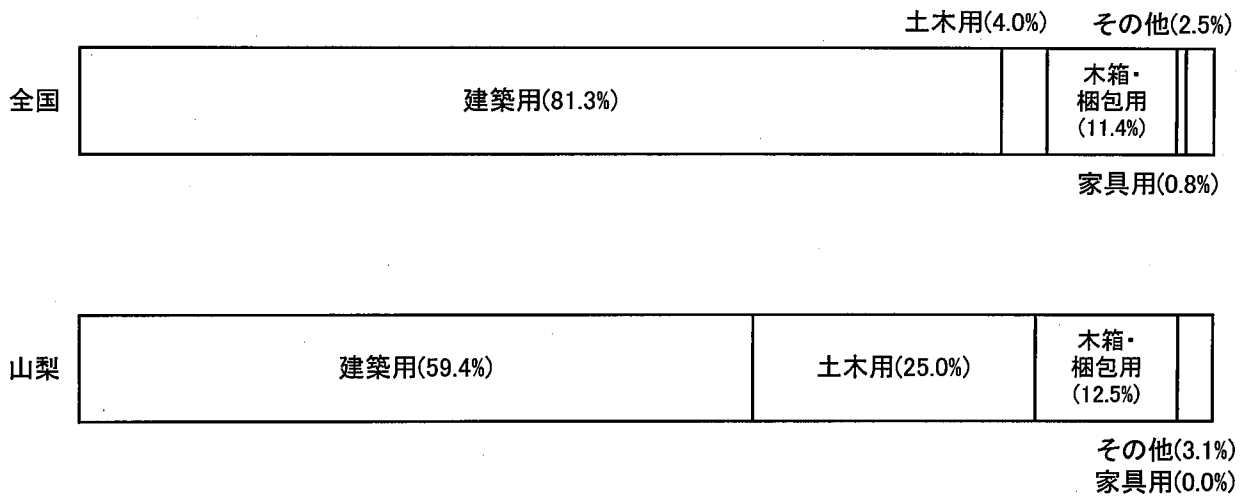 土木用(4.0%) その他(2.5%)
全国
建築用(81.3%)
木箱・
梱包用
(11.4%)
家具用(0.8%)
山梨
建築用(59.4%)
土木用(25.0%)
木箱・
梱包用
(12.5%)
その他(3.1%)
家具用(0.0%)